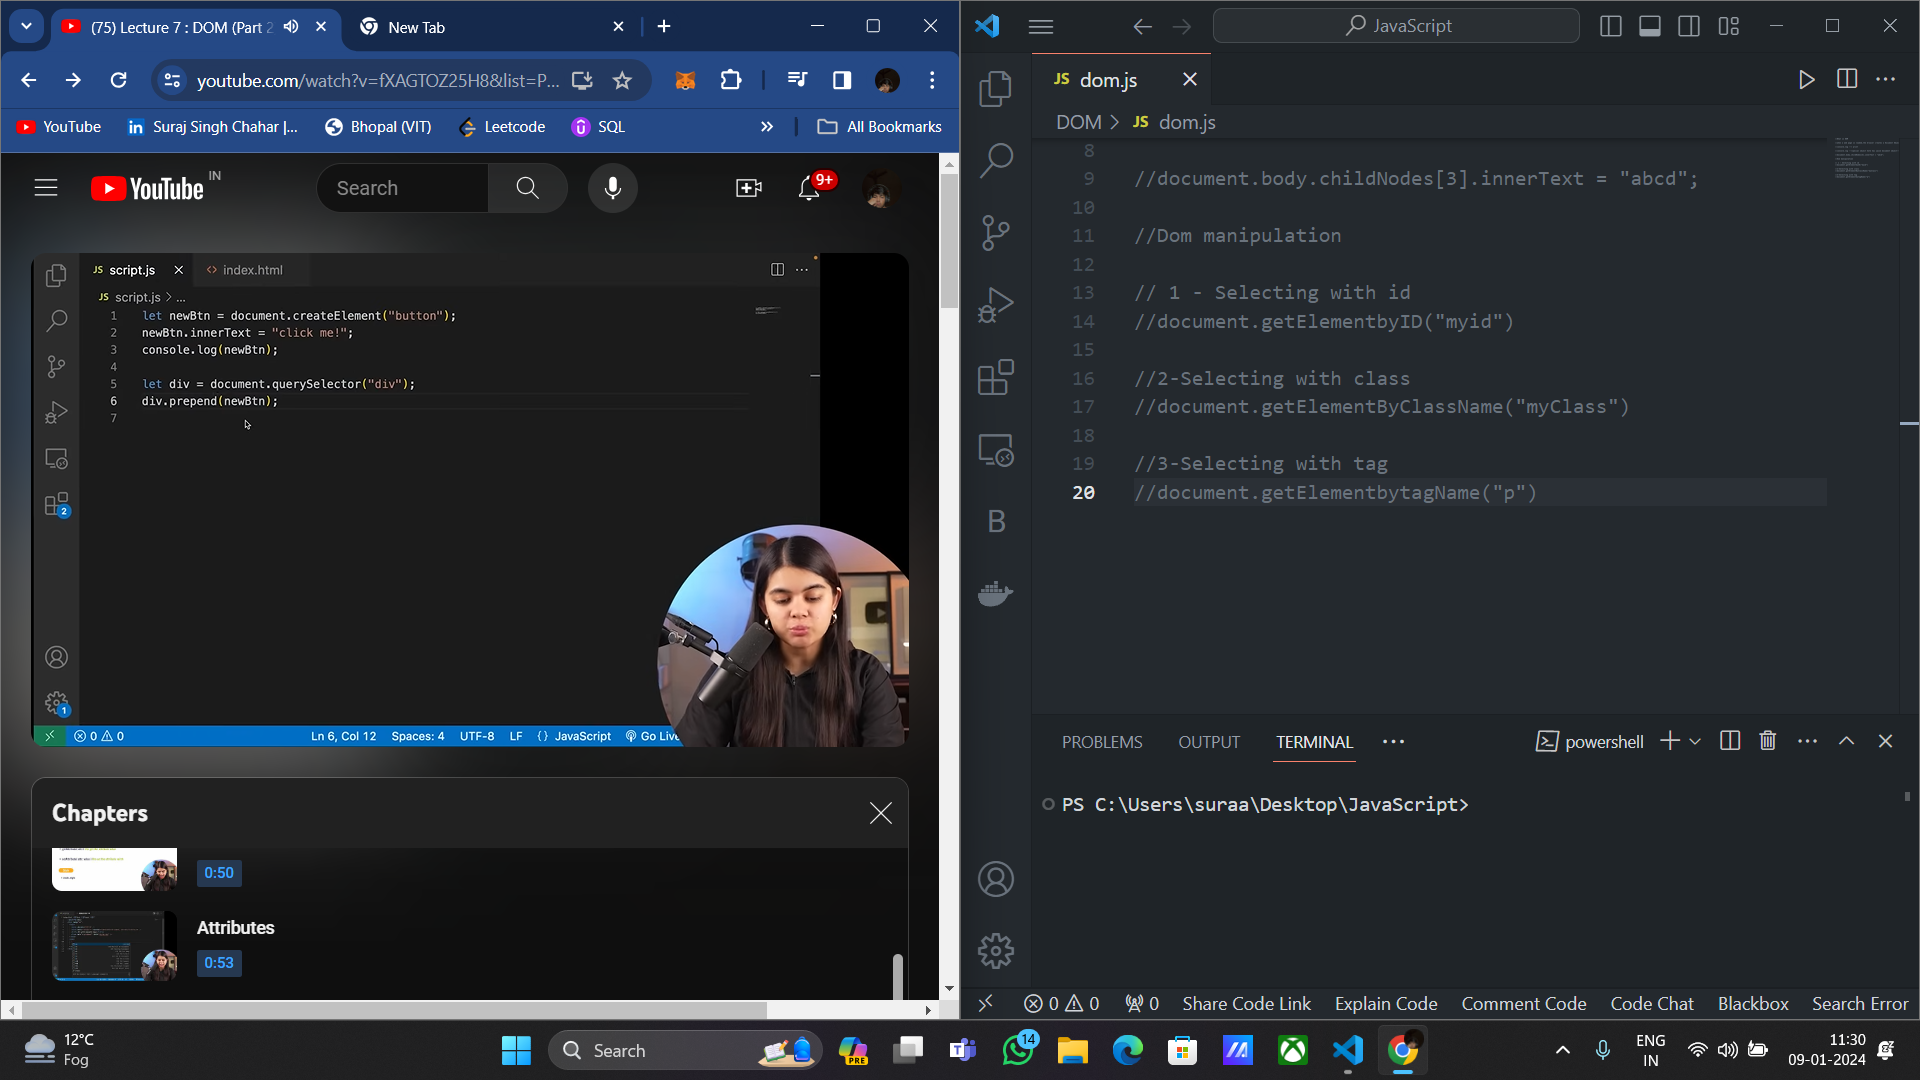 (75) Lecture 7 : DOM (Part 2
New Tab
youtube.com/watch?v=fXAGTOZ25H8&list=P...
YouTube
Suraj Singh Chahar |...
Bhopal (VIT)
Leetcode
SQL
All Bookmarks
YouTube IN
Search
9+
JS script.js
<> index.html
JS script.js > ...
1 let newBtn = document.createElement("button");
2 newBtn.innerText = "click me!";
3 console.log(newBtn);
4
5 let div = document.querySelector("div");
6 div.prepend(newBtn);
7
2
1
0 0
Ln 6, Col 12 Spaces: 4 UTF-8 LF {} JavaScript Go Live
Chapters
0:50
Attributes
0:53
JavaScript
JS dom.js
DOM > JS dom.js
8
9 //document.body.childNodes[3].innerText = "abcd";
10
11 //Dom manipulation
12
13 // 1 - Selecting with id
14 //document.getElementbyID("myid")
15
16 //2-Selecting with class
17 //document.getElementByClassName("myClass")
18
19 //3-Selecting with tag
20 //document.getElementbytagName("p")
B
PROBLEMS OUTPUT TERMINAL ...
powershell
PS C:\Users\suraa\Desktop\JavaScript>
0 0 0 Share Code Link Explain Code Comment Code Code Chat Blackbox Search Error
12°C
Fog
Search
PRE
14
ENG
IN
11:30
09-01-2024